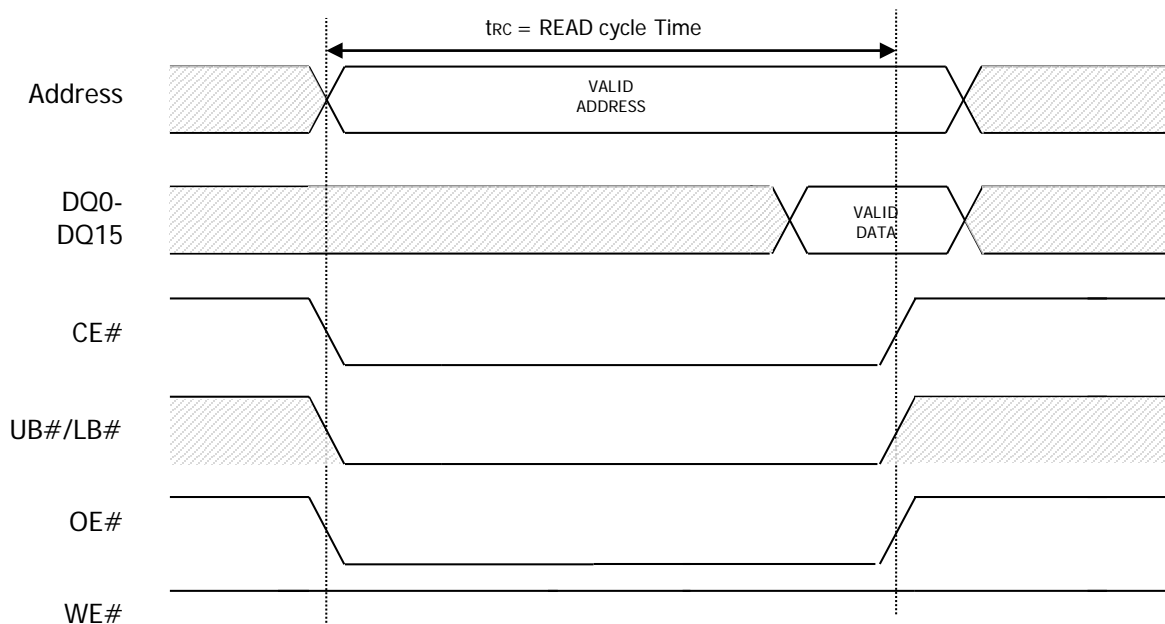 tRC = READ cycle Time
Address
VALID
ADDRESS
DQ0-
DQ15
VALID
DATA
CE#
UB#/LB#
OE#
WE#